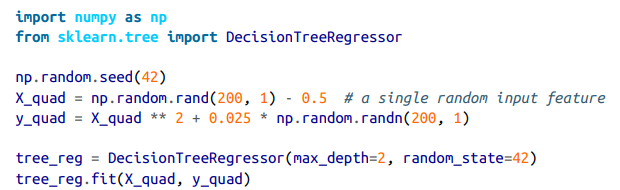 import numpy as np
from sklearn.tree import DecisionTreeRegressor
np.random.seed(42)
X_quad = np.random.rand(200, 1) - 0.5  # a single random input feature
y_quad = X_quad ** 2 + 0.025 * np.random.randn(200, 1)
tree_reg = DecisionTreeRegressor(max_depth=2, random_state=42)
tree_reg.fit(X_quad, y_quad)